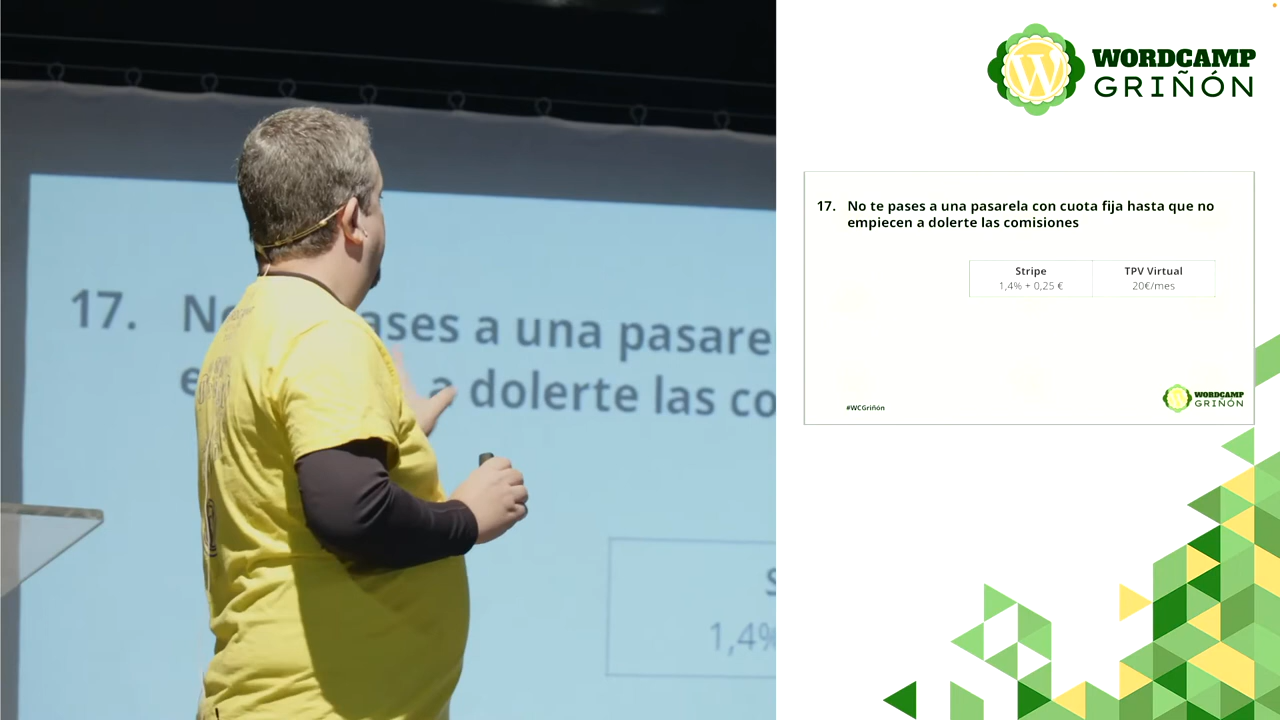 17. No pases a una pasare
a dolerte las co
1,4%
WORDCAMP
GRIÑÓN
17. No te pases a una pasarela con cuota fija hasta que no
empiecen a dolerte las comisiones
Stripe TPV Virtual
1,4% + 0,25 € 20€/mes
#WCGriñón
WORDCAMP
GRIÑÓN